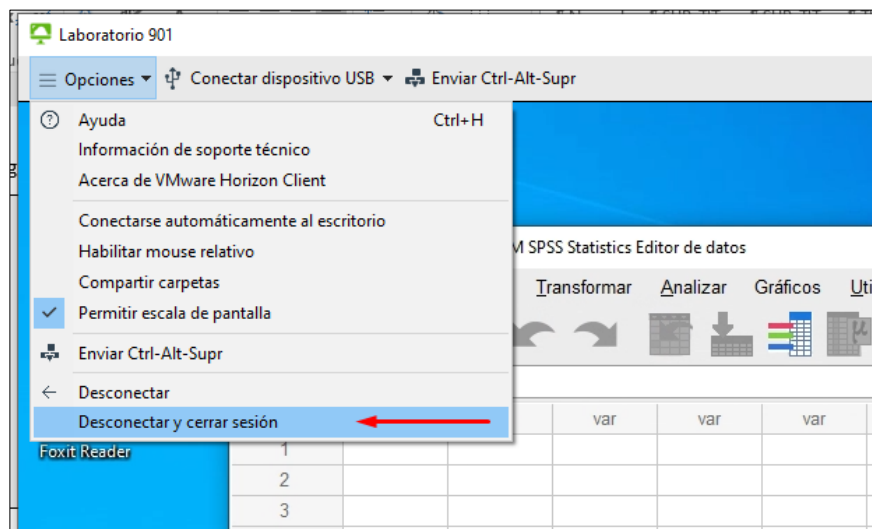 Laboratorio 901
Opciones Conectar dispositivo USB Enviar Ctrl-Alt-Supr
Ayuda Ctrl+H
Información de soporte técnico
Acerca de VMware Horizon Client
Conectarse automáticamente al escritorio
Habilitar mouse relativo
Compartir carpetas
Permitir escala de pantalla
Enviar Ctrl-Alt-Supr
Desconectar
Desconectar y cerrar sesión
M SPSS Statistics Editor de datos
Transformar Analizar Gráficos Uti
var var var
Foxit Reader
1
2
3